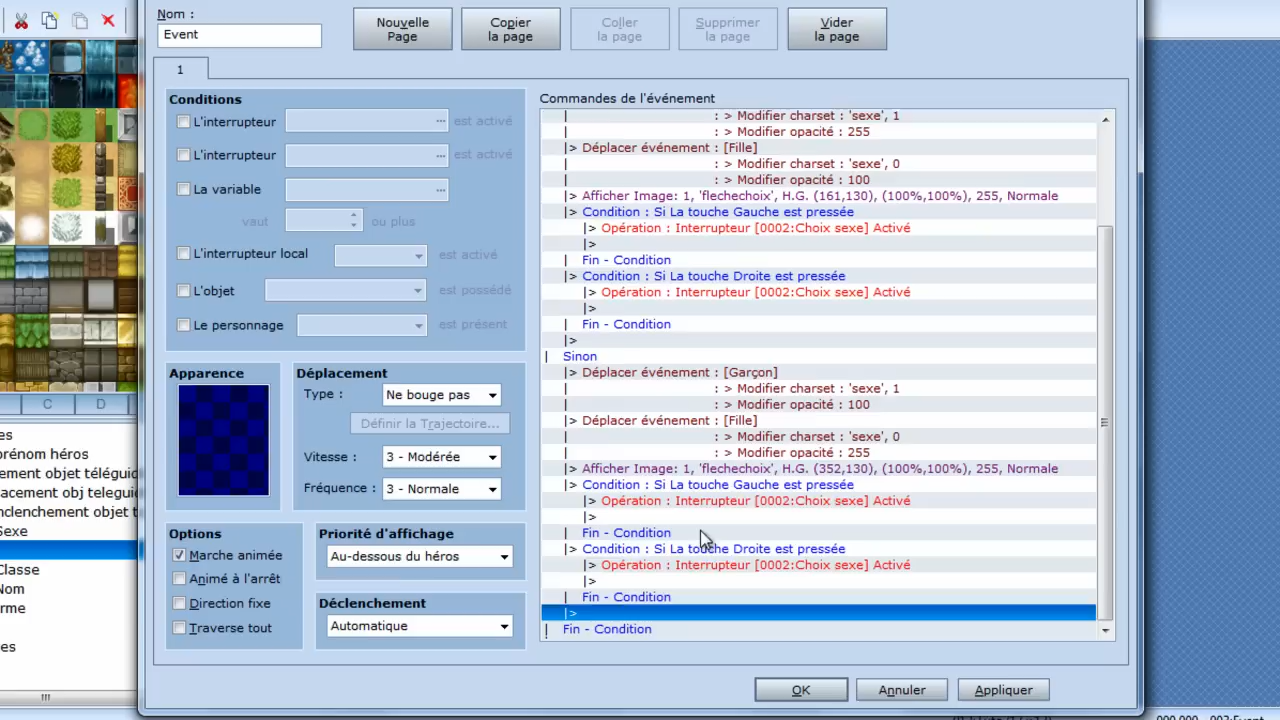 Nom :
Event
Nouvelle
Page
Copier
la page
Coller
la page
Supprimer
la page
Vider
la page
1
Conditions
L'interrupteur
... est activé
L'interrupteur
... est activé
La variable
...
vaut
ou plus
L'interrupteur local
est activé
L'objet
est possédé
Le personnage
est présent
Apparence
Déplacement
Type :
Ne bouge pas
Définir la Trajectoire...
Vitesse :
3 - Modérée
Fréquence :
3 - Normale
Options
Marche animée
Animé à l'arrêt
Direction fixe
Traverse tout
Priorité d'affichage
Au-dessous du héros
Déclenchement
Automatique
Commandes de l'événement
| : > Modifier charset : 'sexe', 1
| : > Modifier opacité : 255
|> Déplacer événement : [Fille]
| : > Modifier charset : 'sexe', 0
| : > Modifier opacité : 100
|> Afficher Image: 1, 'flechechoix', H.G. (161,130), (100%,100%), 255, Normale
|> Condition : Si La touche Gauche est pressée
|> Opération : Interrupteur [0002:Choix sexe] Activé
|>
| Fin - Condition
|> Condition : Si La touche Droite est pressée
|> Opération : Interrupteur [0002:Choix sexe] Activé
|>
| Fin - Condition
|>
| Sinon
|> Déplacer événement : [Garçon]
| : > Modifier charset : 'sexe', 1
| : > Modifier opacité : 100
|> Déplacer événement : [Fille]
| : > Modifier charset : 'sexe', 0
| : > Modifier opacité : 255
|> Afficher Image: 1, 'flechechoix', H.G. (352,130), (100%,100%), 255, Normale
|> Condition : Si La touche Gauche est pressée
|> Opération : Interrupteur [0002:Choix sexe] Activé
|>
| Fin - Condition
|> Condition : Si La touche Droite est pressée
|> Opération : Interrupteur [0002:Choix sexe] Activé
|>
| Fin - Condition
|>
| Fin - Condition
OK
Annuler
Appliquer
C
D
es
prénom héros
ement objet téléguid
acement obj teleguid
nclenchement objet t
Sexe
Classe
Nom
rme
es